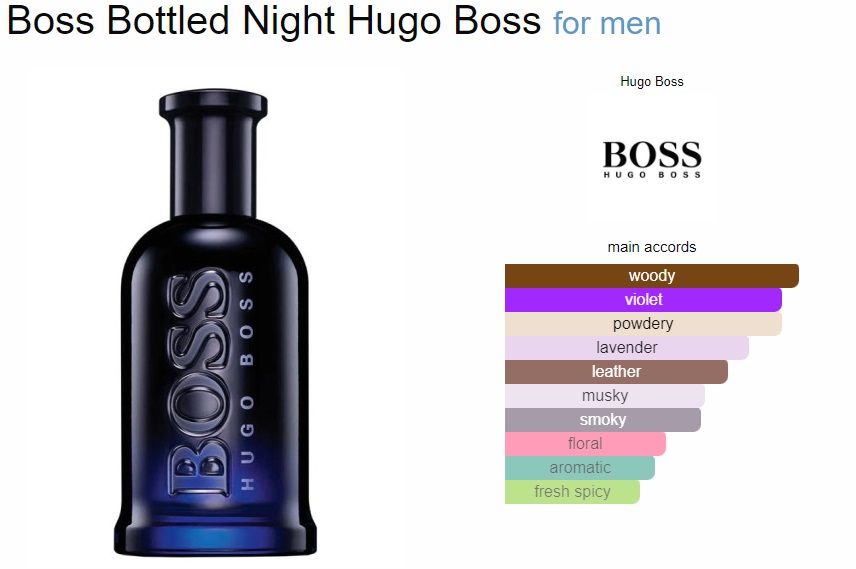 Boss Bottled Night Hugo Boss for men
BOSS
HUGO BOSS
Hugo Boss
BOSS
HUGO BOSS
main accords
woody
violet
powdery
lavender
leather
musky
smoky
floral
aromatic
fresh spicy